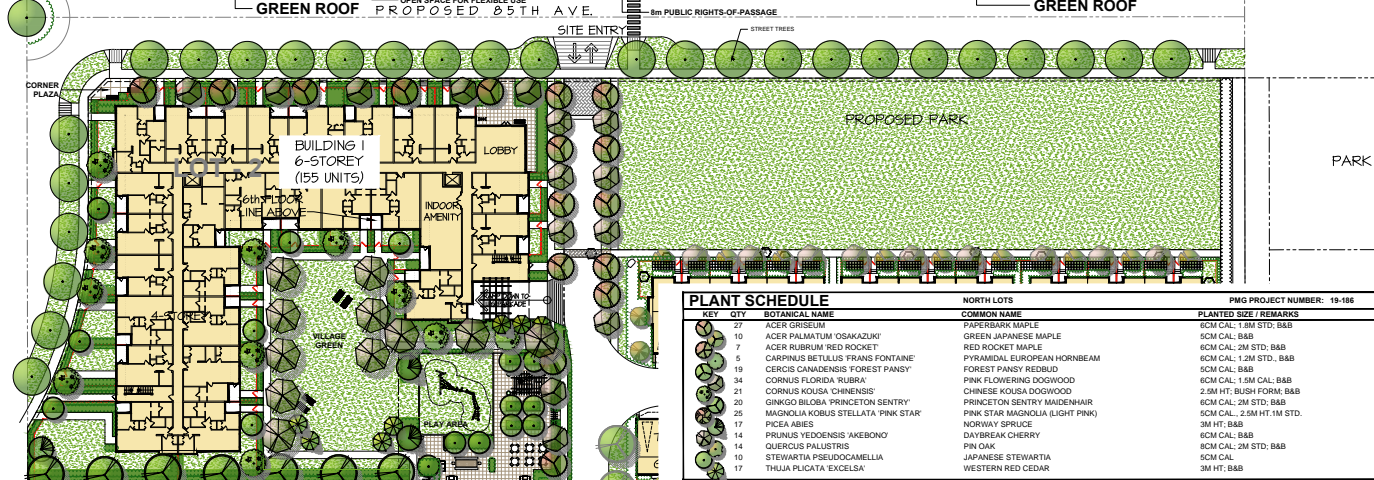 GREEN ROOF
OPEN SPACE FOR FLEXIBLE USE
PROPOSED 85TH AVE.
8m PUBLIC RIGHTS-OF-PASSAGE
GREEN ROOF
SITE ENTRY
STREET TREES
CORNER
PLAZA
PROPOSED PARK
PARK
BUILDING 1
6-STOREY
(155 UNITS)
LOT - 2
LOBBY
6th FLOOR
LINE ABOVE
INDOOR
AMENITY
4-STOREY
VILLAGE
GREEN
PLAY AREA
PLANT SCHEDULE NORTH LOTS PMG PROJECT NUMBER: 19-186
KEY QTY BOTANICAL NAME COMMON NAME PLANTED SIZE / REMARKS
27 ACER GRISEUM PAPERBARK MAPLE 6CM CAL; 1.8M STD; B&B
10 ACER PALMATUM 'OSAKAZUKI' GREEN JAPANESE MAPLE 5CM CAL; B&B
7 ACER RUBRUM 'RED ROCKET' RED ROCKET MAPLE 6CM CAL; 2M STD; B&B
5 CARPINUS BETULUS 'FRANS FONTAINE' PYRAMIDAL EUROPEAN HORNBEAM 6CM CAL; 1.2M STD., B&B
19 CERCIS CANADENSIS 'FOREST PANSY' FOREST PANSY REDBUD 5CM CAL; B&B
34 CORNUS FLORIDA 'RUBRA' PINK FLOWERING DOGWOOD 6CM CAL; 1.5M CAL; B&B
21 CORNUS KOUSA 'CHINENSIS' CHINESE KOUSA DOGWOOD 2.5M HT; BUSH FORM; B&B
20 GINKGO BILOBA 'PRINCETON SENTRY' PRINCETON SENTRY MAIDENHAIR 6CM CAL; 2M STD; B&B
25 MAGNOLIA KOBUS STELLATA 'PINK STAR' PINK STAR MAGNOLIA (LIGHT PINK) 5CM CAL., 2.5M HT.1M STD.
17 PICEA ABIES NORWAY SPRUCE 3M HT; B&B
14 PRUNUS YEDOENSIS 'AKEBONO' DAYBREAK CHERRY 6CM CAL; B&B
14 QUERCUS PALUSTRIS PIN OAK 8CM CAL; 2M STD; B&B
10 STEWARTIA PSEUDOCAMELLIA JAPANESE STEWARTIA 5CM CAL
17 THUJA PLICATA 'EXCELSA' WESTERN RED CEDAR 3M HT; B&B